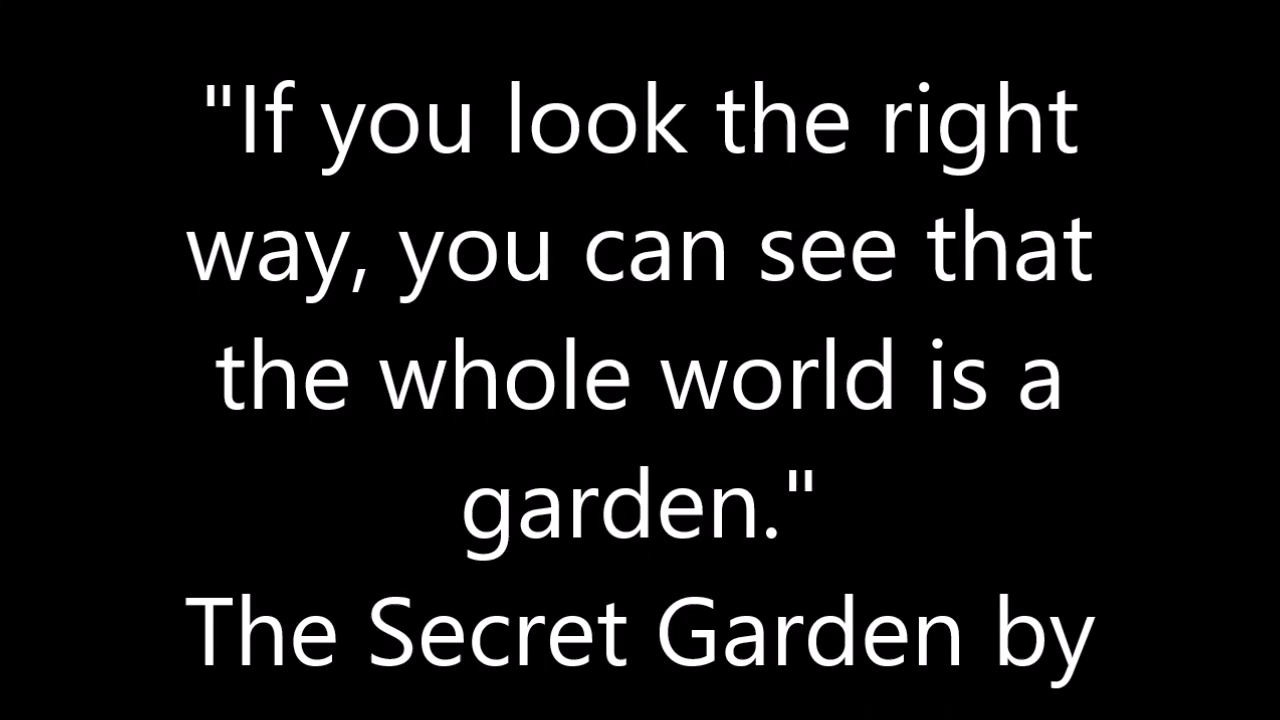 "If you look the right
way, you can see that
the whole world is a
garden."
The Secret Garden by